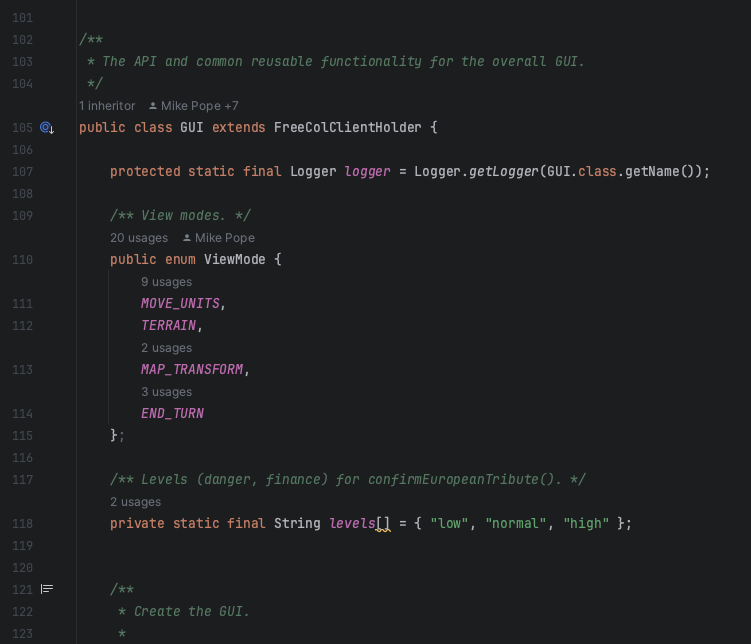 101
102 /**
103 * The API and common reusable functionality for the overall GUI.
104 */
1 inheritor Mike Pope +7
105 public class GUI extends FreeColClientHolder {
106
107 protected static final Logger logger = Logger.getLogger(GUI.class.getName());
108
109 /** View modes. */
20 usages Mike Pope
110 public enum ViewMode {
9 usages
111 MOVE_UNITS,
112 TERRAIN,
2 usages
113 MAP_TRANSFORM,
3 usages
114 END_TURN
115 };
116
117 /** Levels (danger, finance) for confirmEuropeanTribute(). */
2 usages
118 private static final String levels[] = { "low", "normal", "high" };
119
120
121 /**
122 * Create the GUI.
123 *